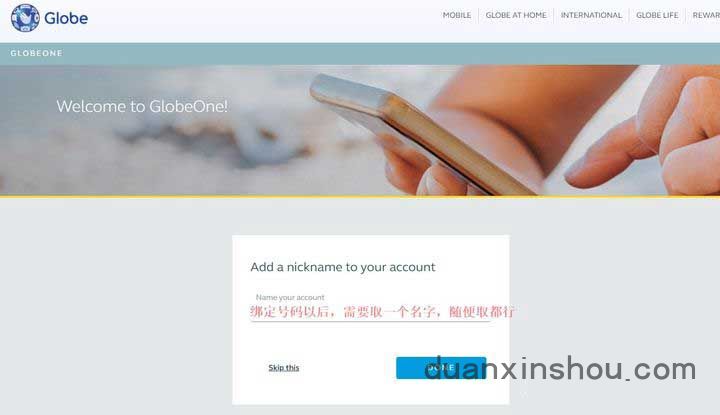 Globe
MOBILE
GLOBE AT HOME
INTERNATIONAL
GLOBE LIFE
REWAR
GLOBEONE
Welcome to GlobeOne!
Add a nickname to your account
Name your account
绑定号码以后，需要取一个名字，随便取都行
Skip this
DONE
duanxinshou.com